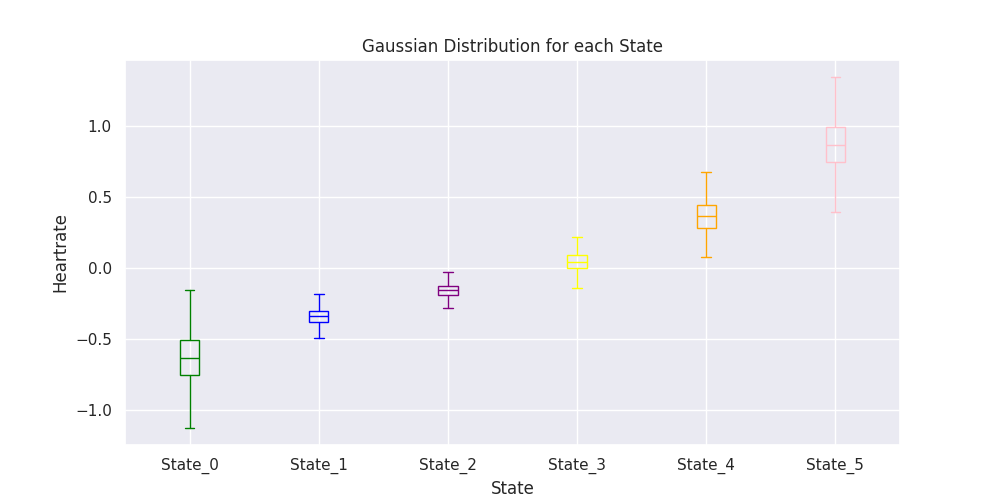 Gaussian Distribution for each State
Heartrate
1.0
0.5
0.0
−0.5
−1.0
State_0 State_1 State_2 State_3 State_4 State_5
State